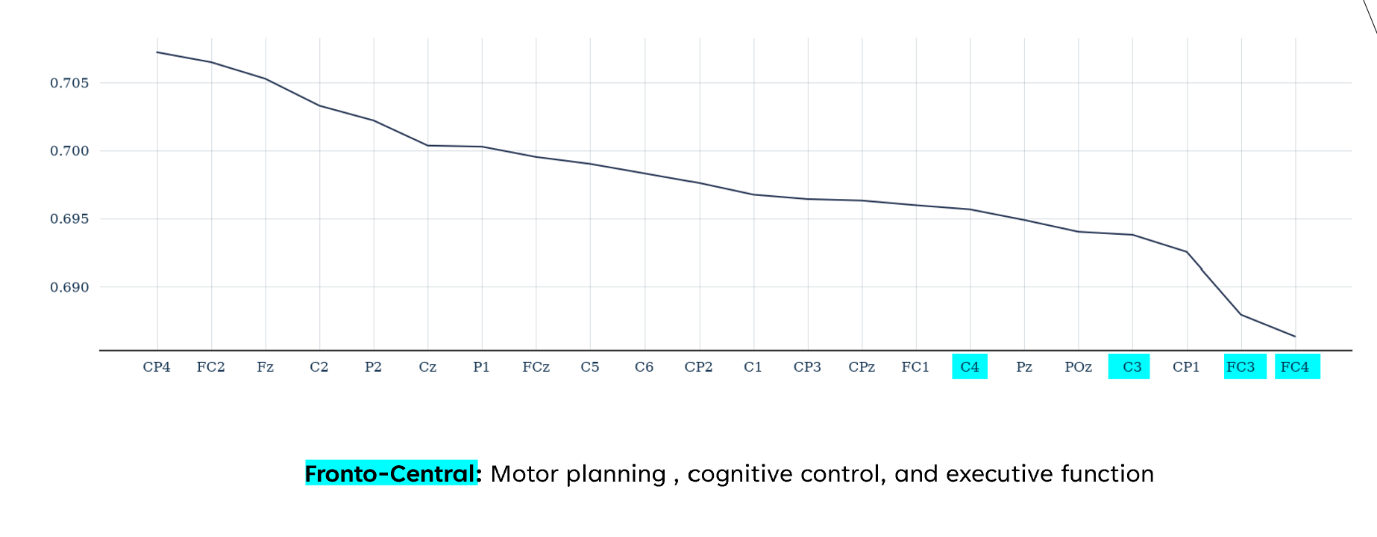 0.705
0.700
0.695
0.690
CP4 FC2 Fz C2 P2 Cz P1 FCz C5 C6 CP2 C1 CP3 CPz FC1 C4 Pz POz C3 CP1 FC3 FC4
Fronto-Central: Motor planning , cognitive control, and executive function